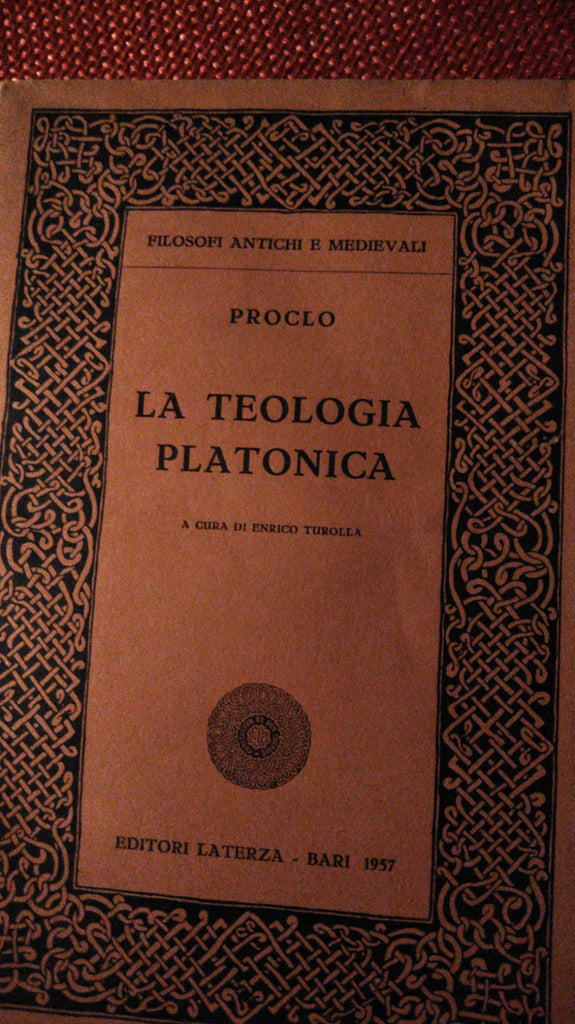 FILOSOFI ANTICHI E MEDIEVALI
PROCLO
LA TEOLOGIA
PLATONICA
A CURA DI ENRICO TUROLLA
EDITORI LATERZA - BARI 1957